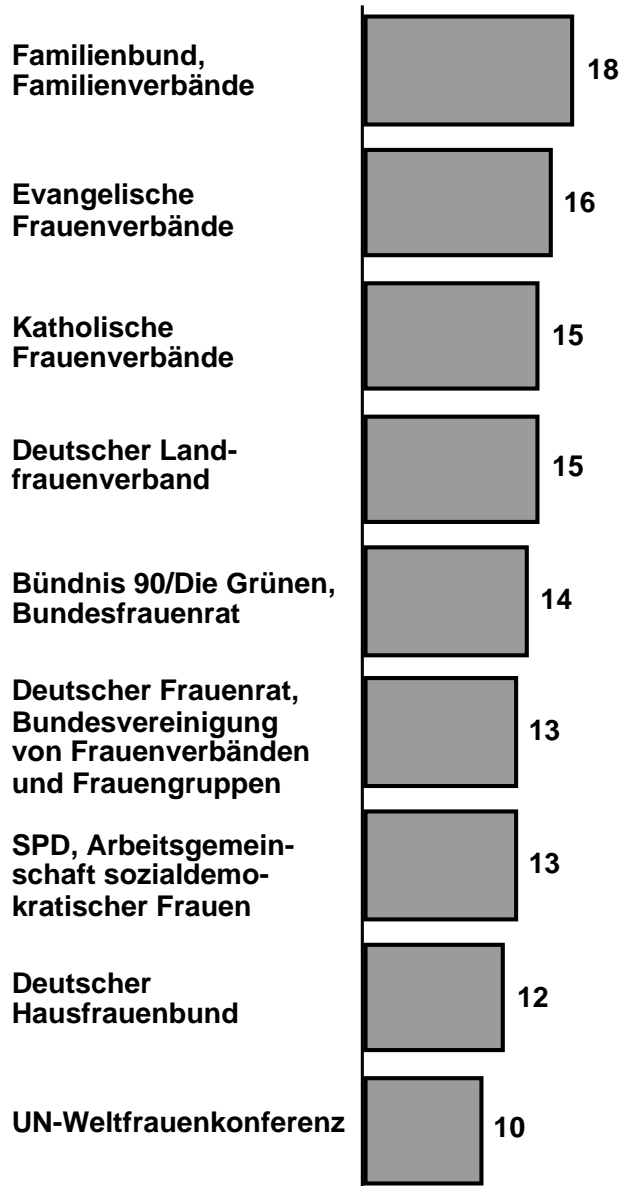 Familienbund,
Familienverbände
18
Evangelische
Frauenverbände
16
Katholische
Frauenverbände
15
Deutscher Land-
frauenverband
15
Bündnis 90/Die Grünen,
Bundesfrauenrat
14
Deutscher Frauenrat,
Bundesvereinigung
von Frauenverbänden
und Frauengruppen
13
SPD, Arbeitsgemein-
schaft sozialdemo-
kratischer Frauen
13
Deutscher
Hausfrauenbund
12
UN-Weltfrauenkonferenz
10